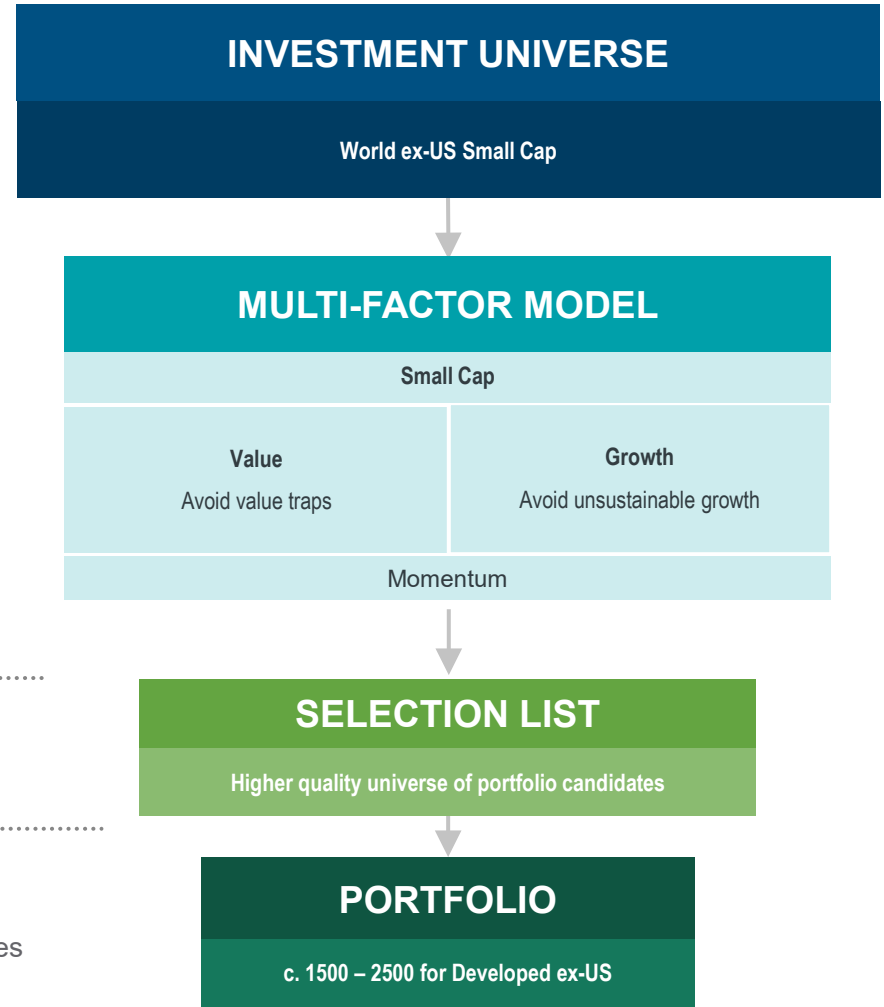 INVESTMENT UNIVERSE
World ex-US Small Cap
MULTI-FACTOR MODEL
Small Cap
Value
Avoid value traps
Growth
Avoid unsustainable growth
Momentum
SELECTION LIST
Higher quality universe of portfolio candidates
PORTFOLIO
es
c. 1500 – 2500 for Developed ex-US